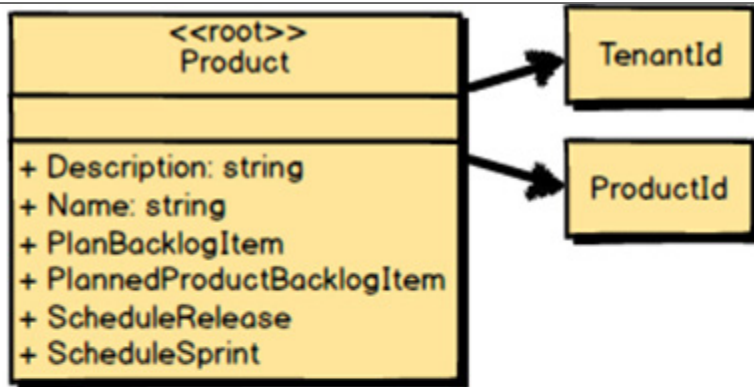 <<root>>
Product
+ Description: string
+ Name: string
+ PlanBacklogItem
+ PlannedProductBacklogItem
+ ScheduleRelease
+ ScheduleSprint
TenantId
ProductId